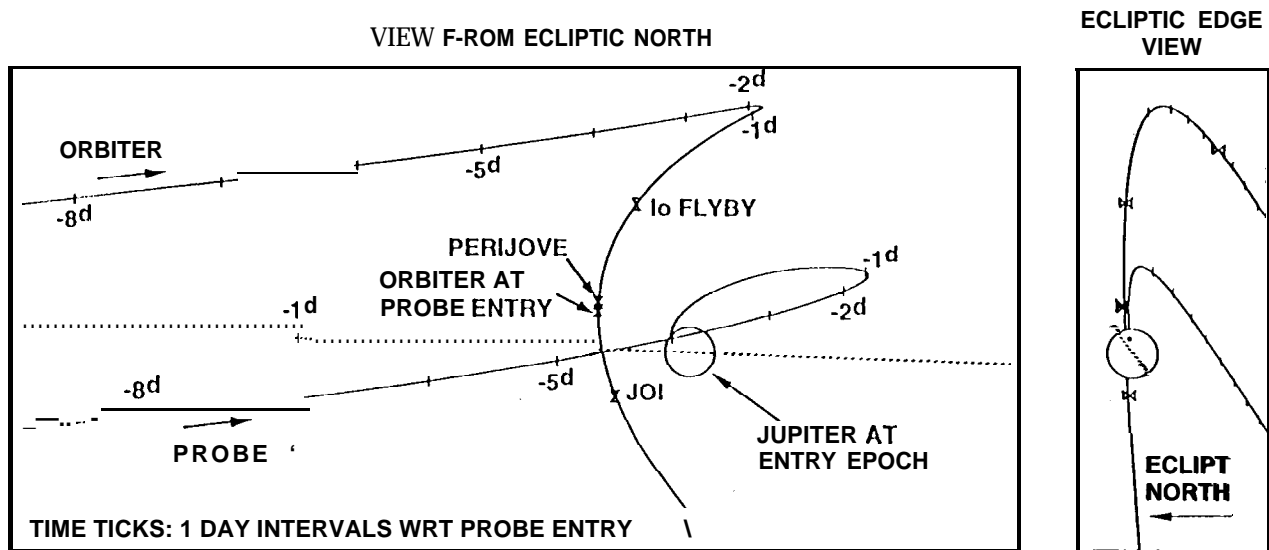 VIEW F-ROM ECLIPTIC NORTH
ECLIPTIC EDGE
VIEW
-2d
-1d
ORBITER
-5d
-8d
Io FLYBY
PERIJOVE
ORBITER AT
PROBE ENTRY
-1d
-1d
-2d
-5d
-8d
JOI
PROBE ‘
JUPITER AT
ENTRY EPOCH
TIME TICKS: 1 DAY INTERVALS WRT PROBE ENTRY
ECLIPT
NORTH